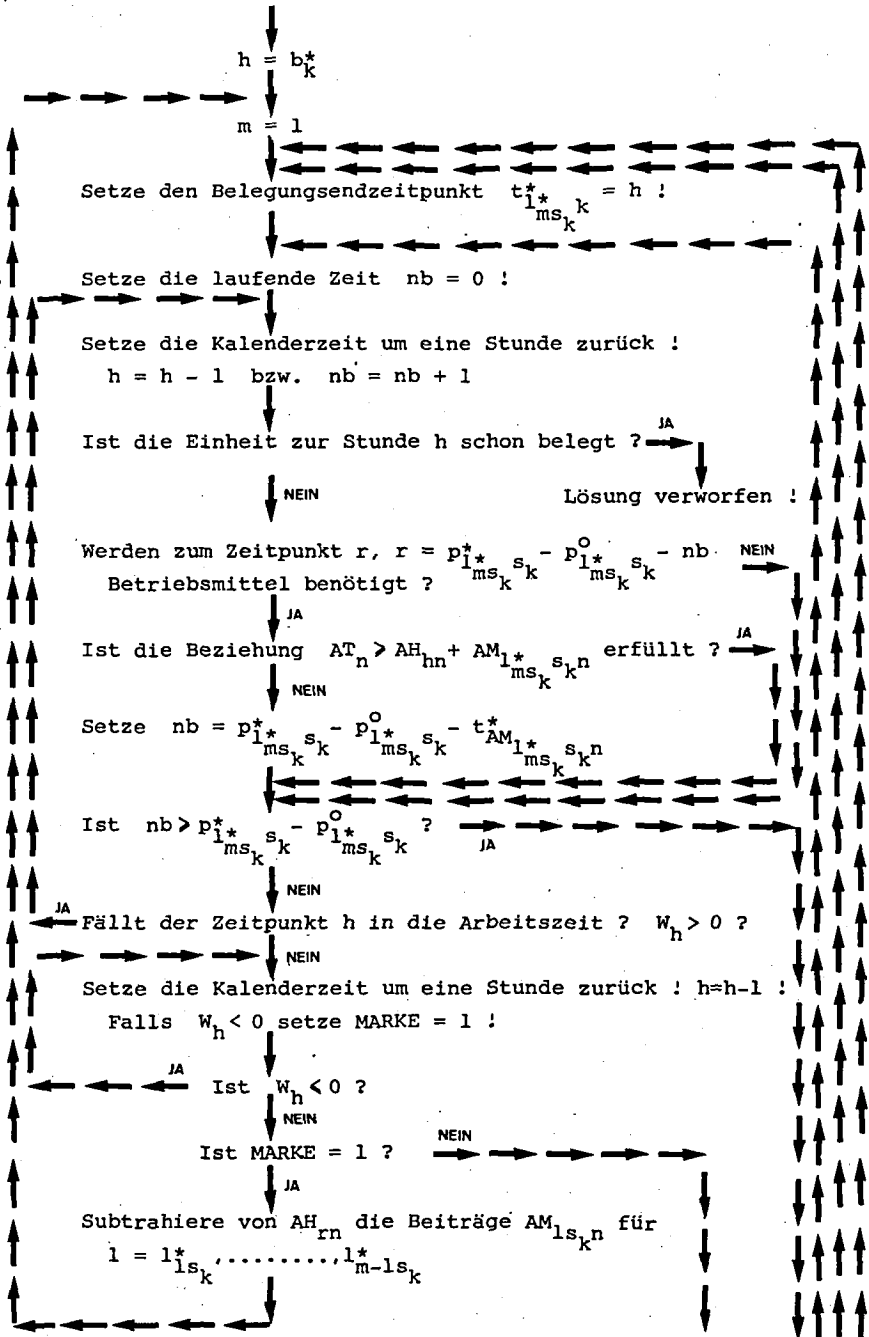 h = b*k
m = 1
Setze den Belegungsendzeitpunkt t*l*msk k = h !
Setze die laufende Zeit nb = 0 !
Setze die Kalenderzeit um eine Stunde zurück !
h = h - 1 bzw. nb = nb + 1
Ist die Einheit zur Stunde h schon belegt ? JA
NEIN Lösung verworfen !
Werden zum Zeitpunkt r, r = p*l*msk sk - pol*msk sk - nb NEIN
Betriebsmittel benötigt ?
JA
Ist die Beziehung ATn > AHhn + AMl*msk skn erfüllt ? JA
NEIN
Setze nb = p*l*msk sk - pol*msk sk - t*AMl*msk skn
Ist nb > p*l*msk sk - pol*msk sk ? JA
NEIN
JA Fällt der Zeitpunkt h in die Arbeitszeit ? Wh > 0 ?
NEIN
Setze die Kalenderzeit um eine Stunde zurück ! h=h-1 !
Falls Wh < 0 setze MARKE = 1 !
JA Ist Wh < 0 ?
NEIN
Ist MARKE = 1 ? NEIN
JA
Subtrahiere von AHrn die Beiträge AMlskn für
l = l*1sk,.........,l*m-1sk